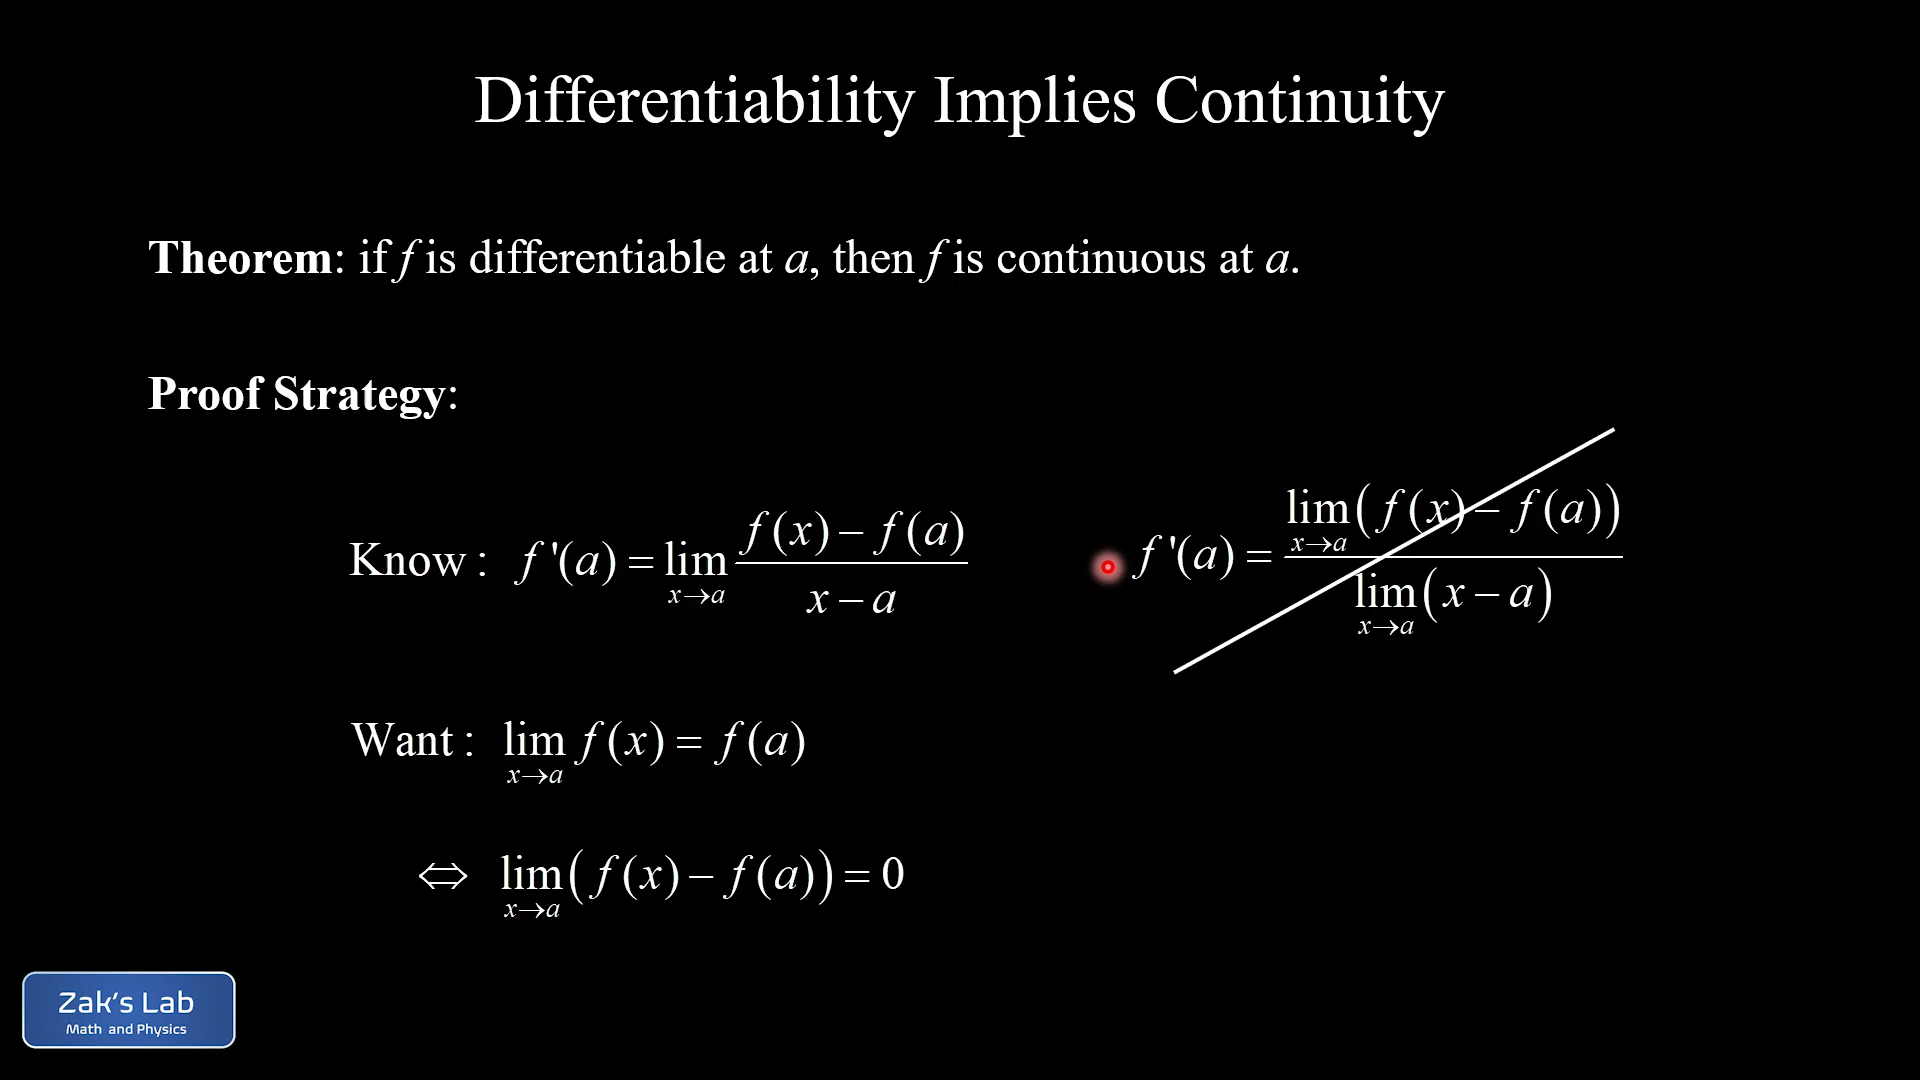 Differentiability Implies Continuity
Theorem: if f is differentiable at a, then f is continuous at a.
Proof Strategy:
Know : f '(a) = lim x→a (f(x) − f(a)) / (x − a)
f '(a) = lim x→a (f(x) − f(a)) / lim x→a (x − a)
Want : lim x→a f(x) = f(a)
⇔ lim x→a (f(x) − f(a)) = 0
Zak's Lab
Math and Physics